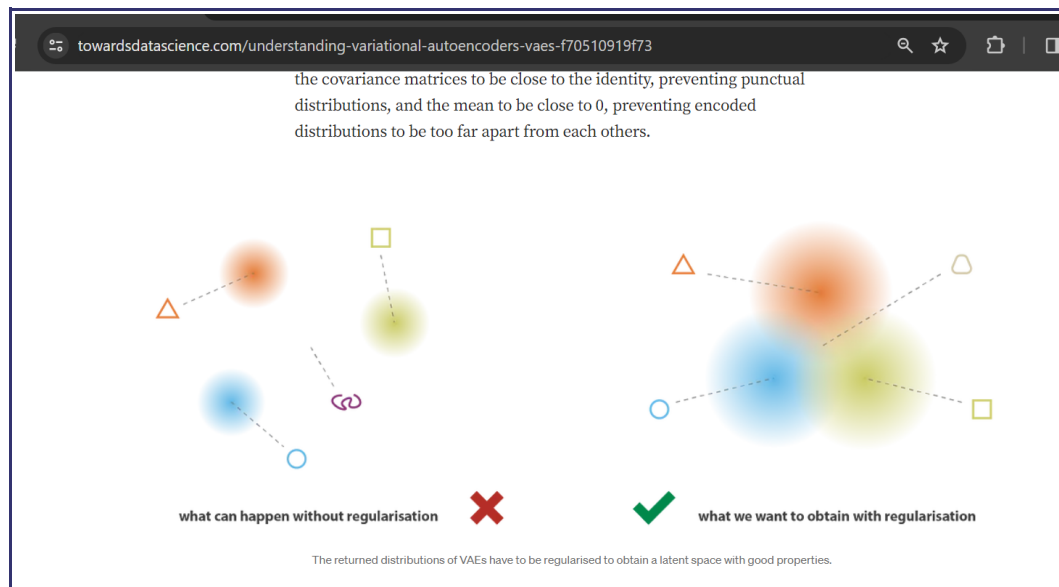 towardsdatascience.com/understanding-variational-autoencoders-vaes-f70510919f73
the covariance matrices to be close to the identity, preventing punctual
distributions, and the mean to be close to 0, preventing encoded
distributions to be too far apart from each others.
what can happen without regularisation
what we want to obtain with regularisation
The returned distributions of VAEs have to be regularised to obtain a latent space with good properties.